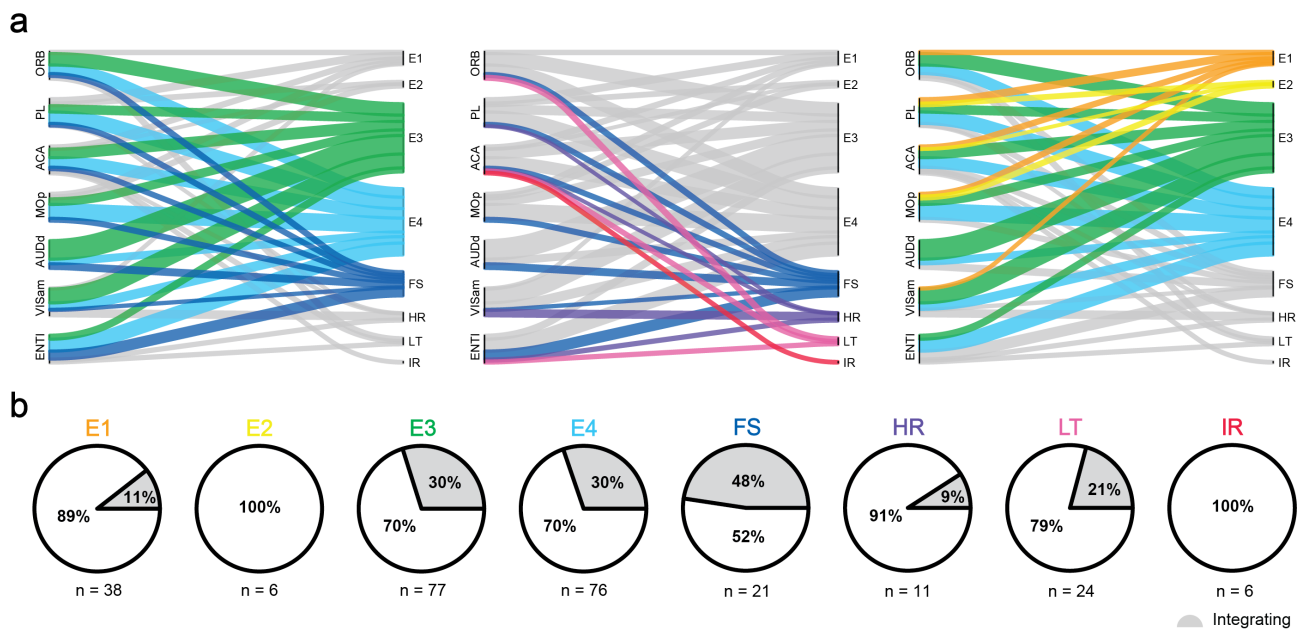 a
ORB
PL
ACA
MOp
AUDd
VISam
ENTl
E1
E2
E3
E4
FS
HR
LT
IR
ORB
PL
ACA
MOp
AUDd
VISam
ENTl
E1
E2
E3
E4
FS
HR
LT
IR
ORB
PL
ACA
MOp
AUDd
VISam
ENTl
E1
E2
E3
E4
FS
HR
LT
IR
b
E1 E2 E3 E4 FS HR LT IR
11%
89%
100%
30%
70%
30%
70%
48%
52%
9%
91%
21%
79%
100%
n = 38 n = 6 n = 77 n = 76 n = 21 n = 11 n = 24 n = 6
Integrating